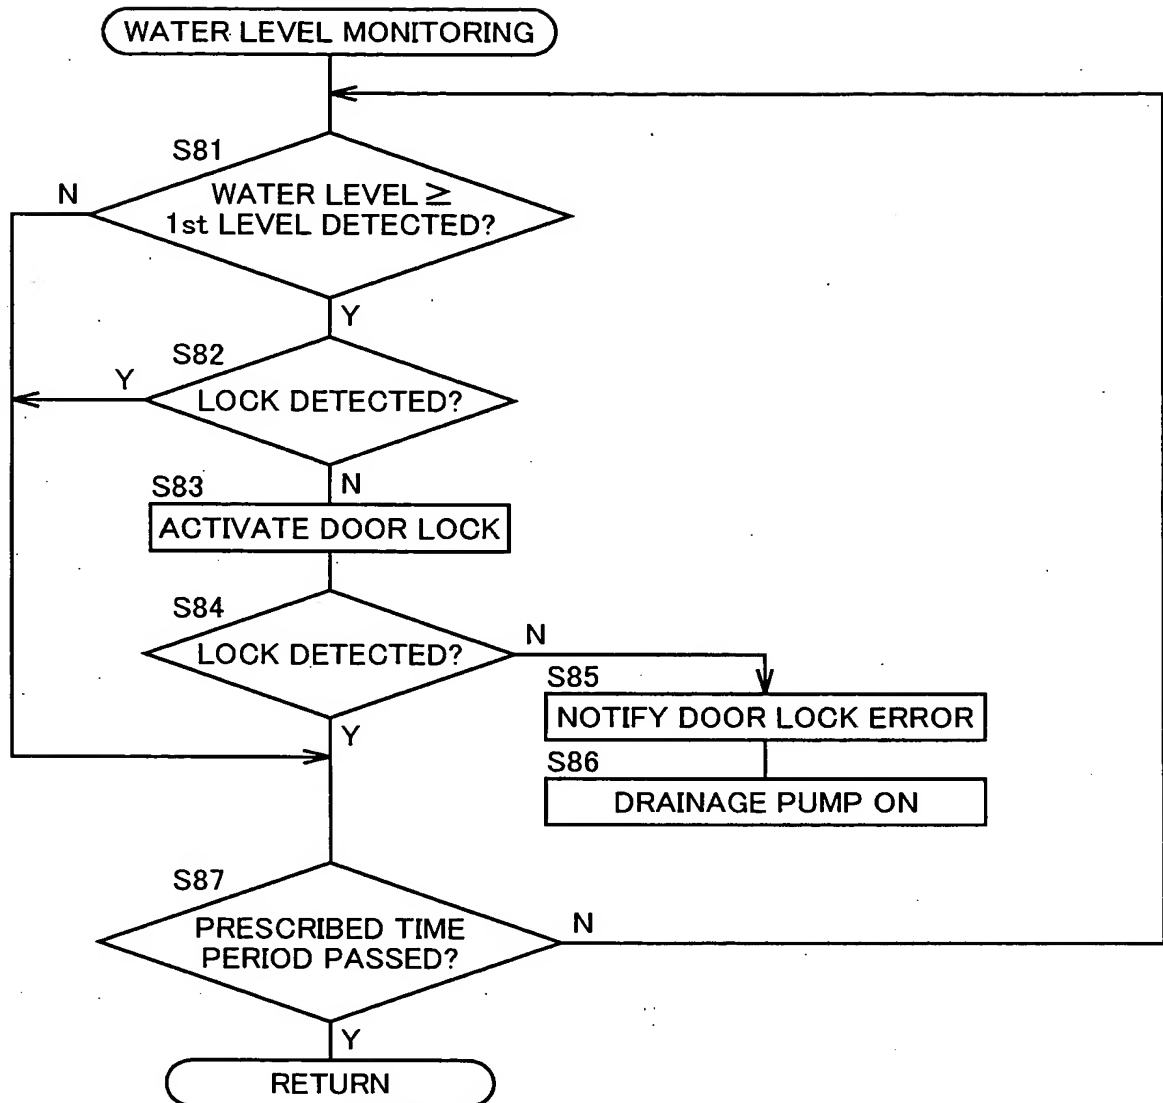 WATER LEVEL MONITORING
S81
N
WATER LEVEL ≥
1st LEVEL DETECTED?
Y
S82
Y
LOCK DETECTED?
N
S83
ACTIVATE DOOR LOCK
S84
LOCK DETECTED?
N
S85
NOTIFY DOOR LOCK ERROR
Y
S86
DRAINAGE PUMP ON
S87
PRESCRIBED TIME
PERIOD PASSED?
N
Y
RETURN